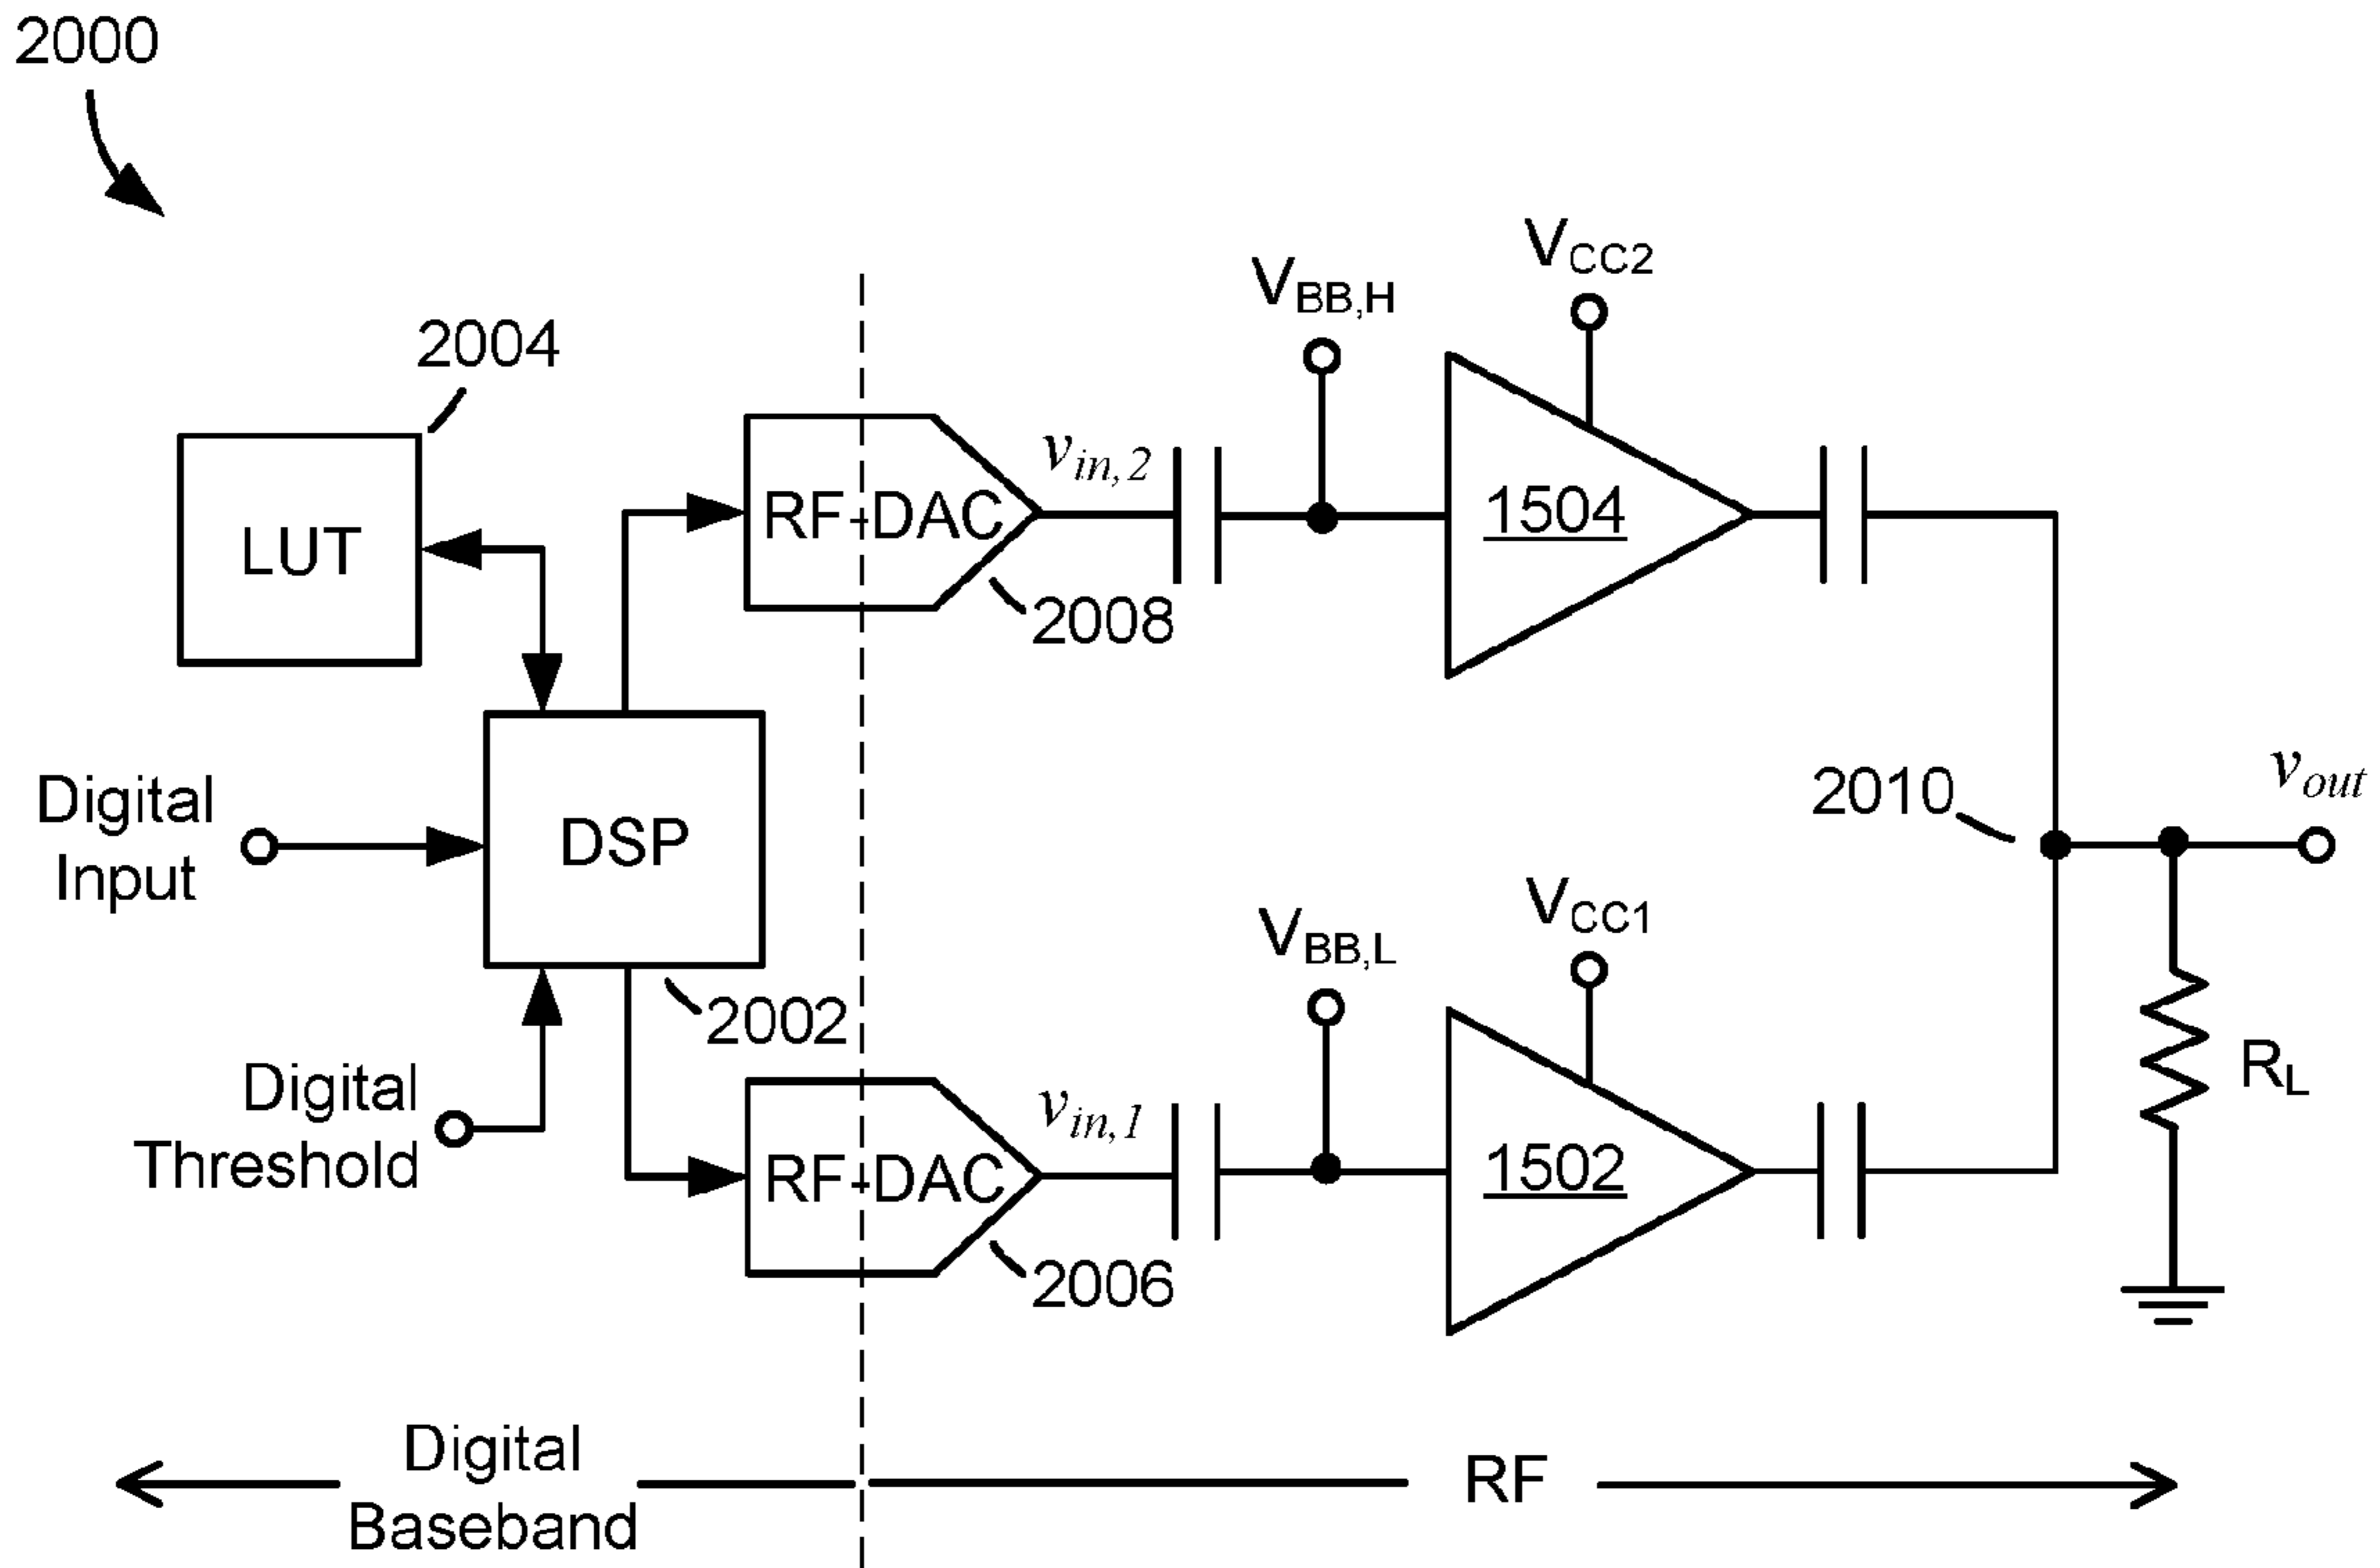 2000
V_CC2
V_BB,H
2004
v_in,2
LUT
RF-DAC
1504
2008
Digital
Input
DSP
2010
v_out
V_CC1
V_BB,L
2002
Digital
Threshold
v_in,1
RF-DAC
1502
R_L
2006
Digital
Baseband
RF